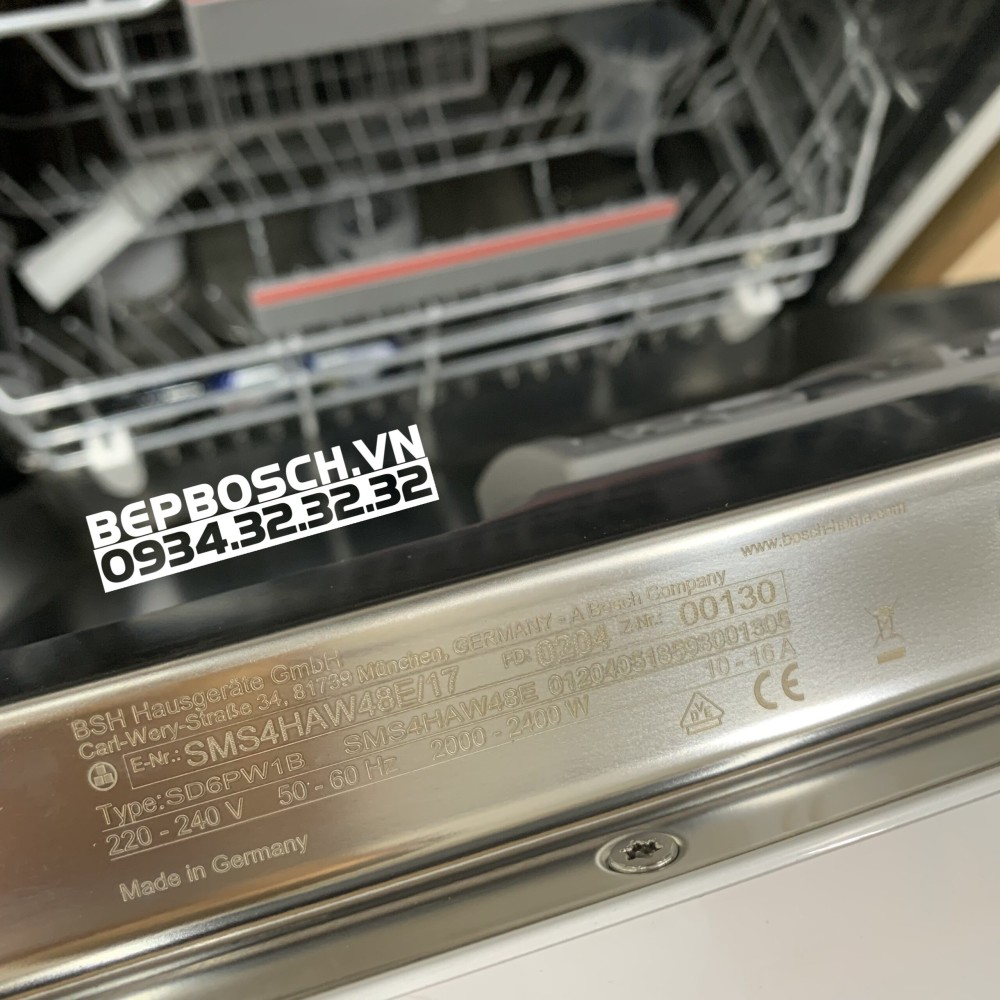 BEPBOSCH.VN
0934.32.32.32
www.bosch-home.com
BSH Hausgeräte GmbH
Carl-Wery-Straße 34, 81739 München, GERMANY - A Bosch Company
E-Nr.: SMS4HAW48E/17 FD: 0204 Z-Nr.: 00130
Type: SD6PW1B SMS4HAW48E
220 - 240 V 50 - 60 Hz 2000 - 2400 W 10 - 16 A
DVE CE
Made in Germany